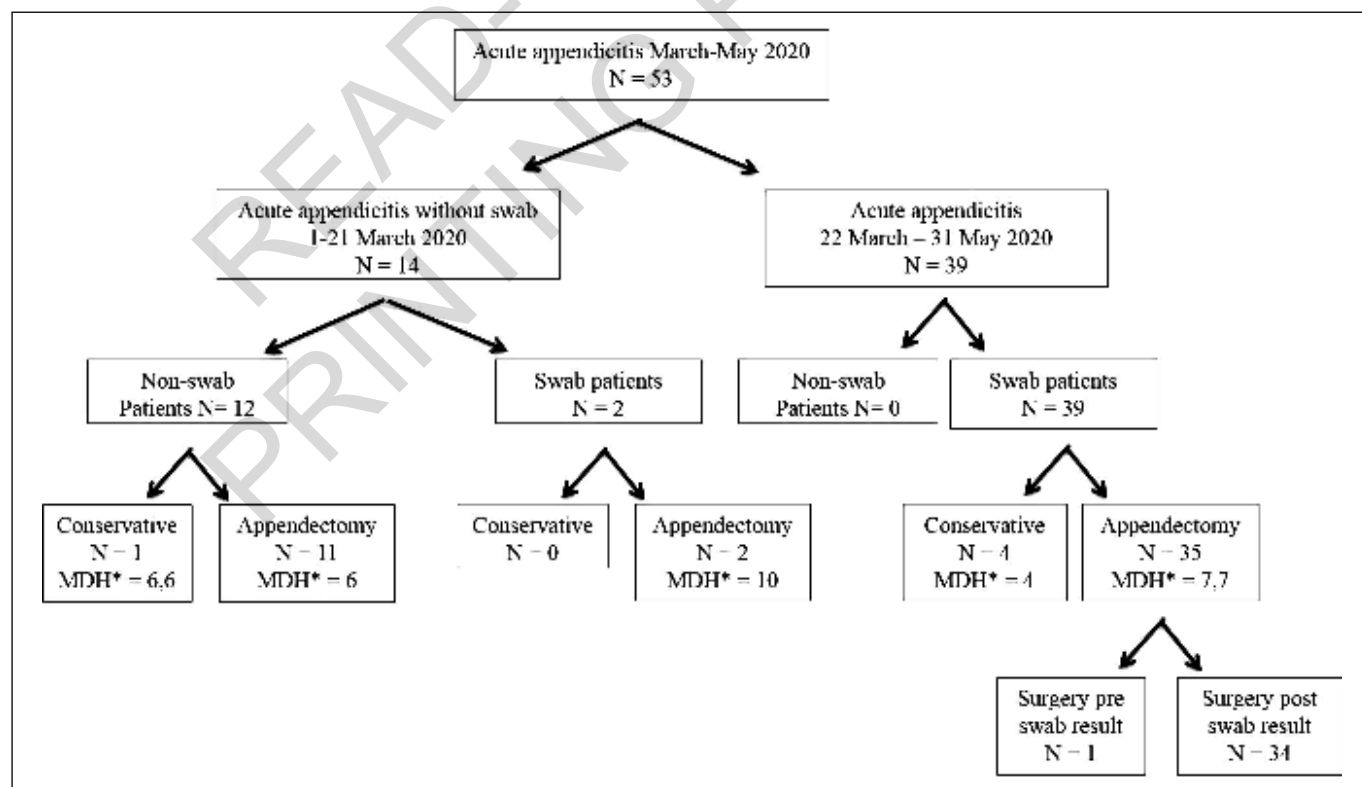 READ-
PRINTING P
Acute appendicitis March-May 2020
N = 53
Acute appendicitis without swab
1-21 March 2020
N = 14
Acute appendicitis
22 March – 31 May 2020
N = 39
Non-swab
Patients N= 12
Swab patients
N = 2
Non-swab
Patients N= 0
Swab patients
N = 39
Conservative
N = 1
MDH* = 6,6
Appendectomy
N = 11
MDH* = 6
Conservative
N = 0
Appendectomy
N = 2
MDH* = 10
Conservative
N = 4
MDH* = 4
Appendectomy
N = 35
MDH* = 7,7
Surgery pre
swab result
N = 1
Surgery post
swab result
N = 34